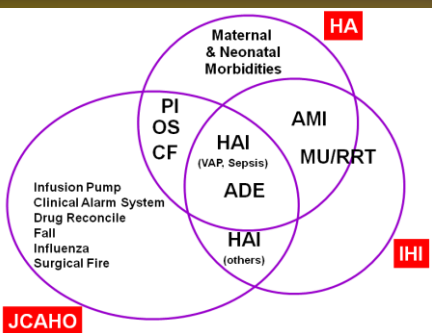 HA
Maternal
& Neonatal
Morbidities
PI
OS
CF
HAI
(VAP, Sepsis)
ADE
AMI
MU/RRT
Infusion Pump
Clinical Alarm System
Drug Reconcile
Fall
Influenza
Surgical Fire
HAI
(others)
IHI
JCAHO